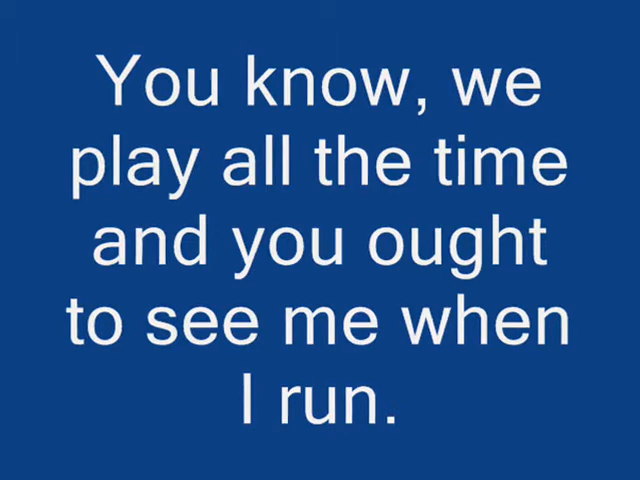 You know, we
play all the time
and you ought
to see me when
I run.